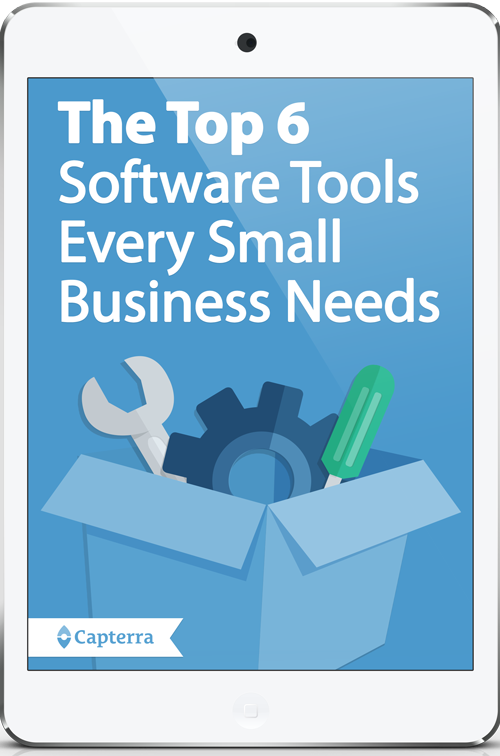 The Top 6
Software Tools
Every Small
Business Needs
Capterra